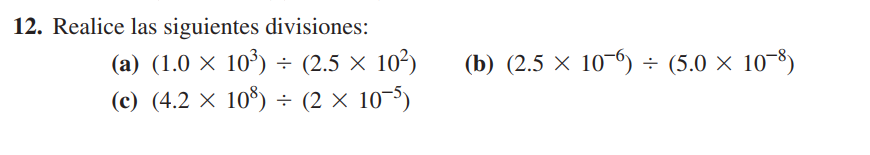 12. Realice las siguientes divisiones:
(a) (1.0 × 10³) ÷ (2.5 × 10²) (b) (2.5 × 10⁻⁶) ÷ (5.0 × 10⁻⁸)
(c) (4.2 × 10⁸) ÷ (2 × 10⁻⁵)